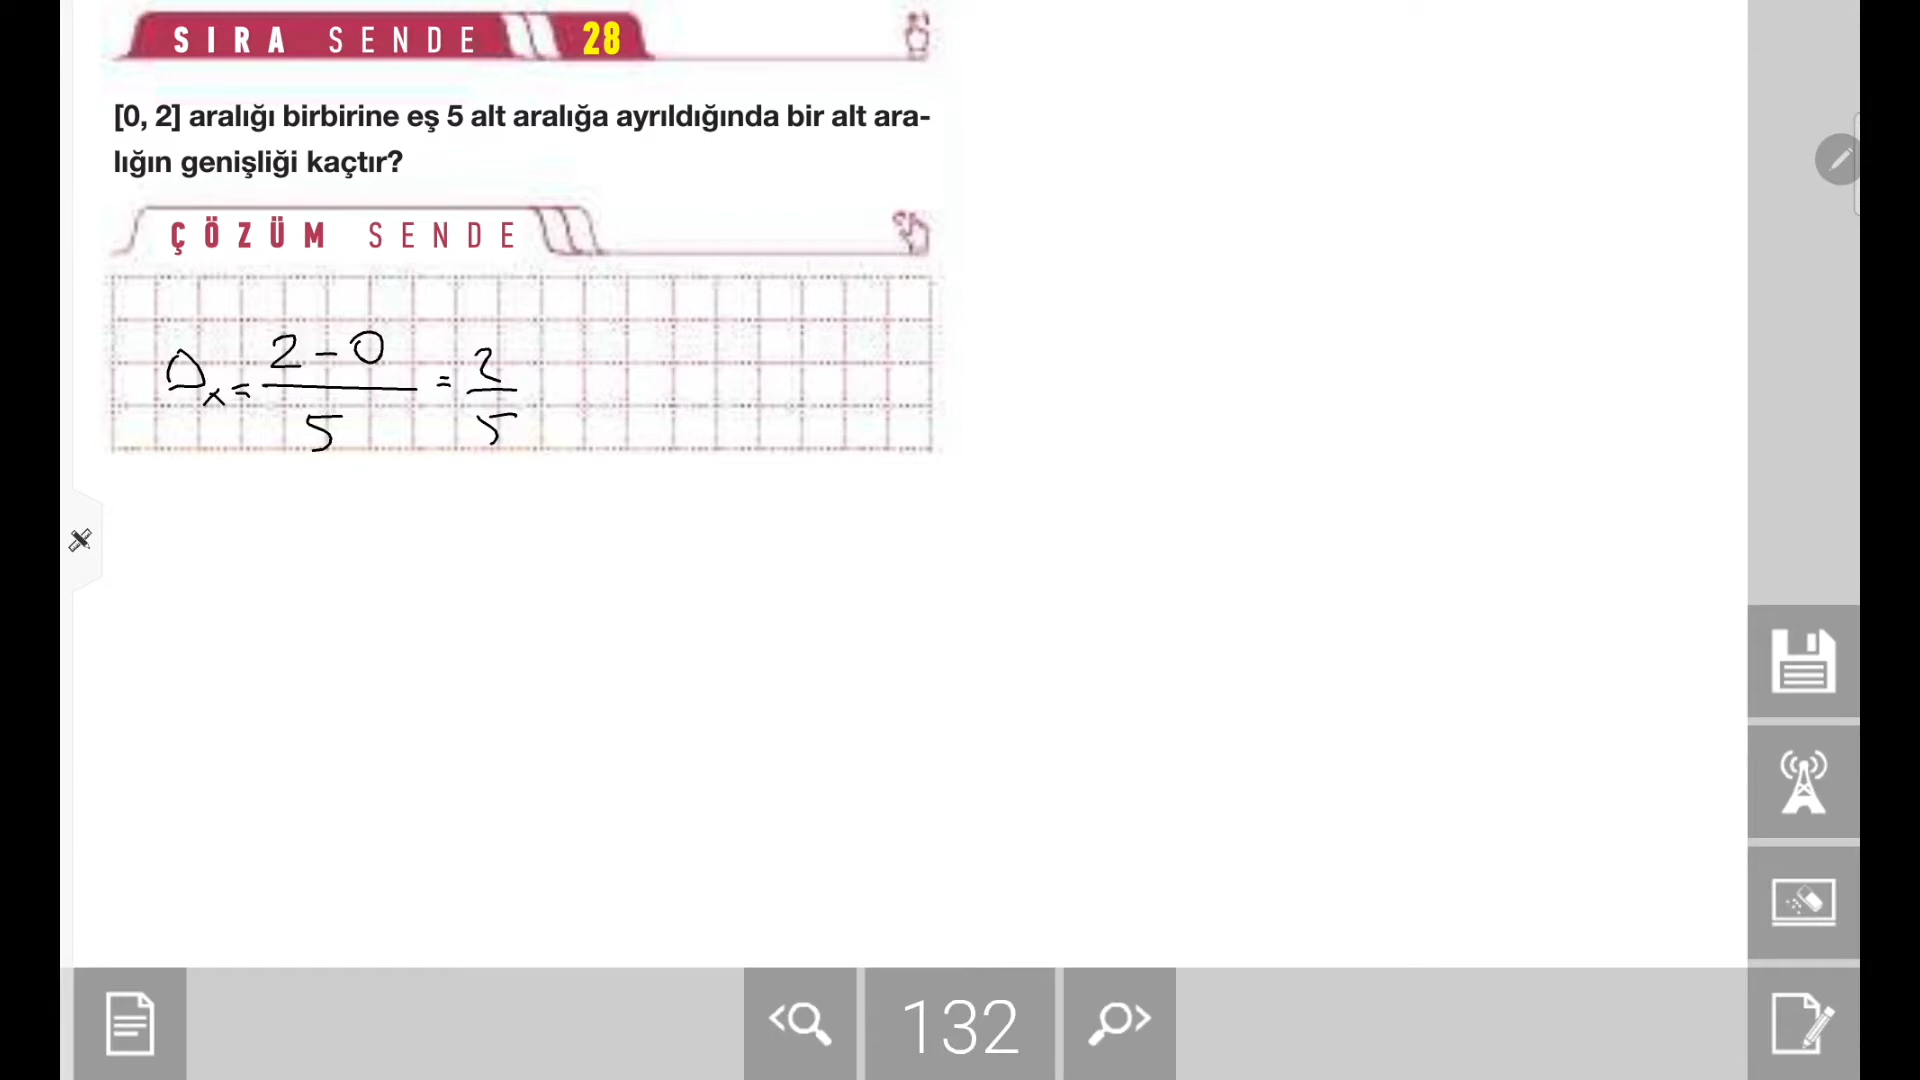 SIRA SENDE 28
[0, 2] aralığı birbirine eş 5 alt aralığa ayrıldığında bir alt ara-
lığın genişliği kaçtır?
ÇÖZÜM SENDE
Δx = 2 - 0 / 5 = 2 / 5
132